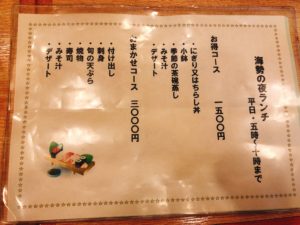 海勢の夜ランチ
平日・五時〜十時まで
お得コース 一五〇〇円
・にぎり又はちらし丼
・小鉢
・季節の茶碗蒸し
・みそ汁
・デザート
おまかせコース 三〇〇〇円
・付け出し
・刺身
・旬の天ぷら
・焼物
・寿司
・みそ汁
・デザート